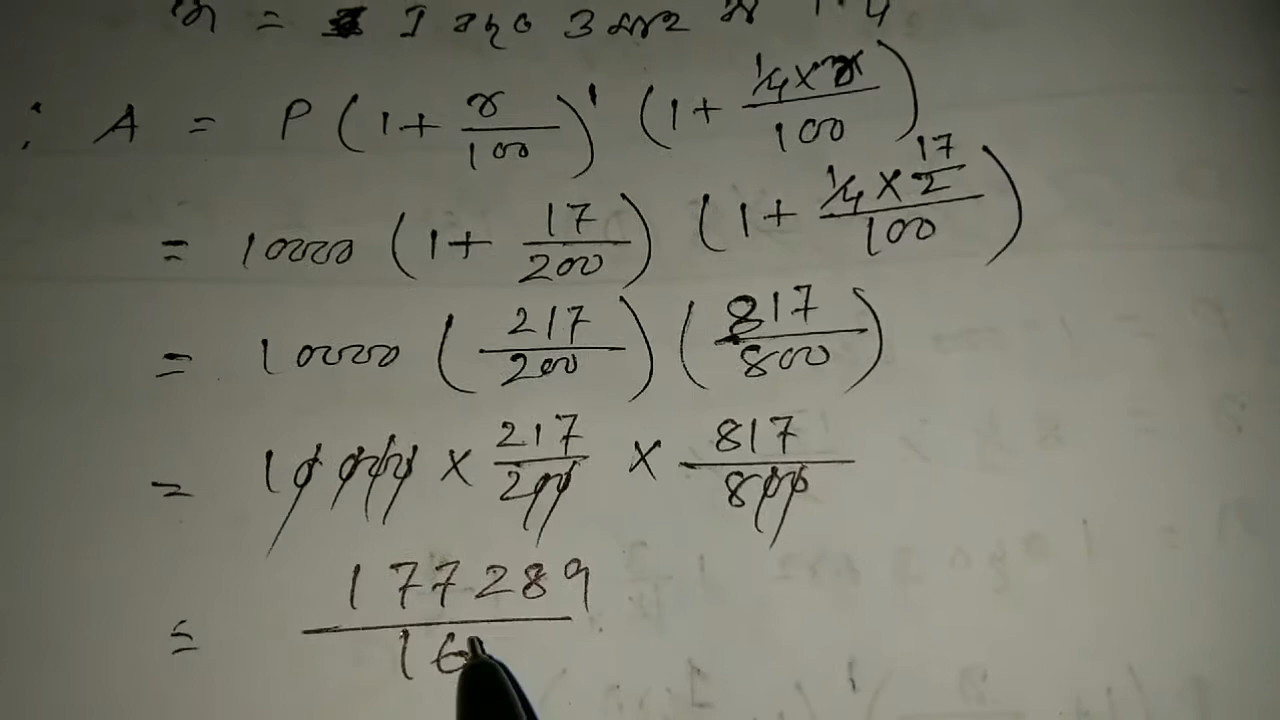 n = 1
∴ A = P (1 + r/100)¹ (1 + (1/4 × r)/100)
= 10000 (1 + 17/200) (1 + (1/4 × 17/2)/100)
= 10000 (217/200) (817/800)
= 10000 × 217/200 × 817/800
= 177289/16